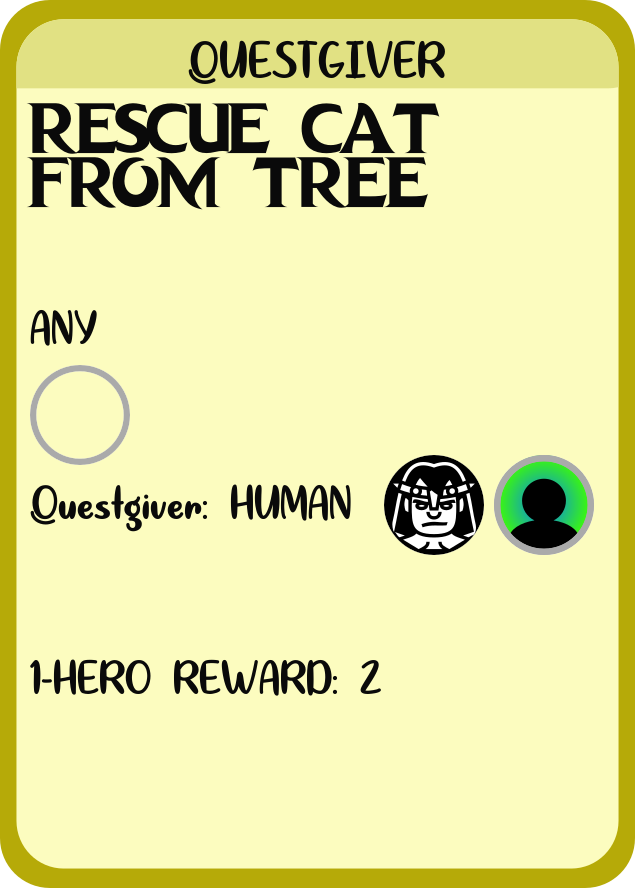 QUESTGIVER
RESCUE CAT
FROM TREE
ANY
Questgiver: HUMAN
1-HERO REWARD: 2